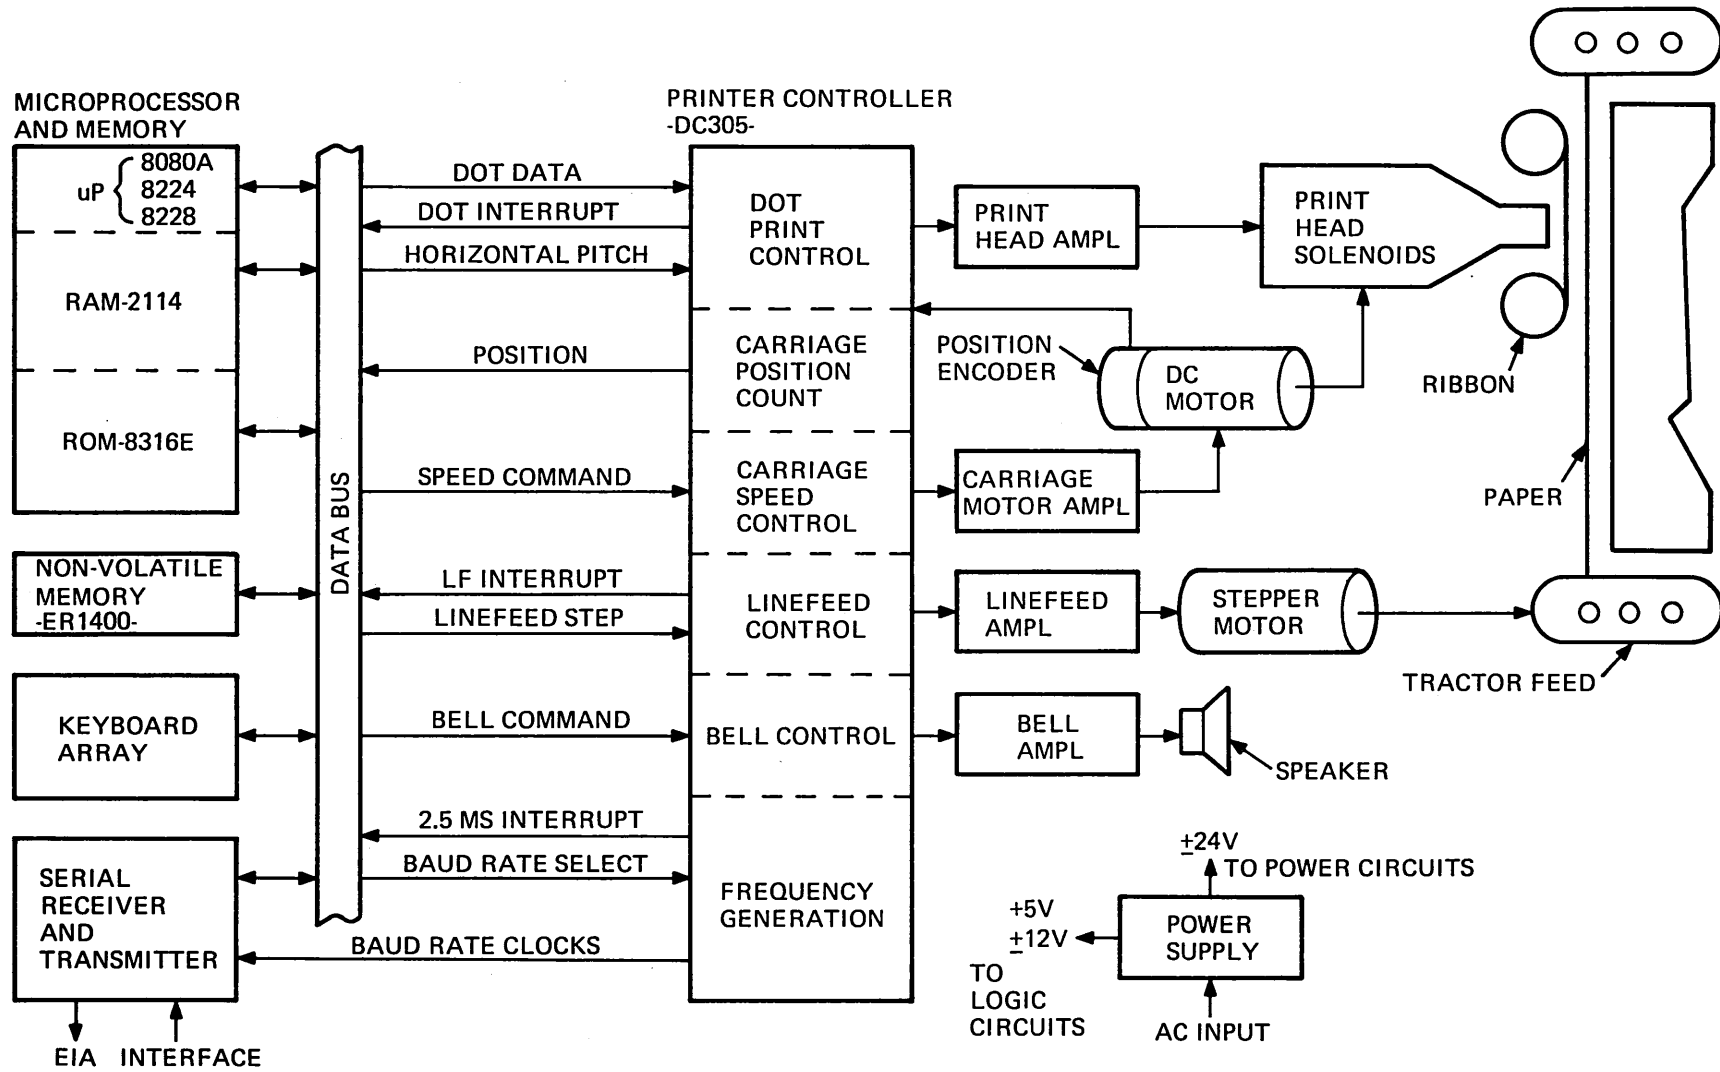 MICROPROCESSOR
AND MEMORY
uP
8080A
8224
8228
RAM-2114
ROM-8316E
NON-VOLATILE
MEMORY
-ER1400-
KEYBOARD
ARRAY
SERIAL
RECEIVER
AND
TRANSMITTER
EIA INTERFACE
DATA BUS
DOT DATA
DOT INTERRUPT
HORIZONTAL PITCH
POSITION
SPEED COMMAND
LF INTERRUPT
LINEFEED STEP
BELL COMMAND
2.5 MS INTERRUPT
BAUD RATE SELECT
BAUD RATE CLOCKS
PRINTER CONTROLLER
-DC305-
DOT
PRINT
CONTROL
CARRIAGE
POSITION
COUNT
CARRIAGE
SPEED
CONTROL
LINEFEED
CONTROL
BELL CONTROL
FREQUENCY
GENERATION
PRINT
HEAD AMPL
PRINT
HEAD
SOLENOIDS
POSITION
ENCODER
DC
MOTOR
RIBBON
CARRIAGE
MOTOR AMPL
PAPER
LINEFEED
AMPL
STEPPER
MOTOR
TRACTOR FEED
BELL
AMPL
SPEAKER
±24V
TO POWER CIRCUITS
+5V
±12V
TO
LOGIC
CIRCUITS
POWER
SUPPLY
AC INPUT